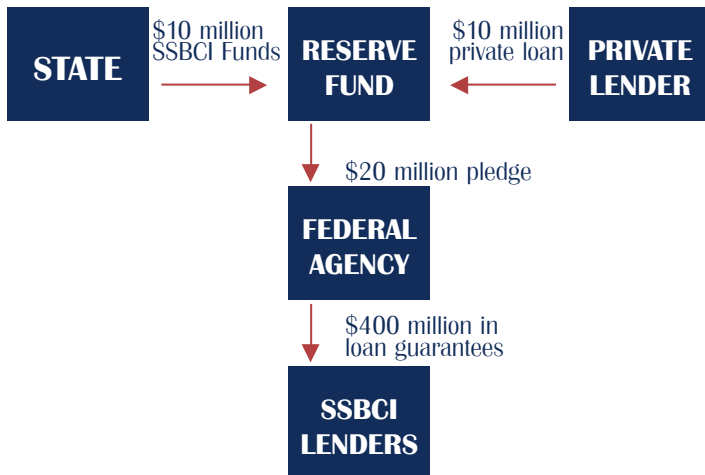 STATE
$10 million
SSBCI Funds
RESERVE
FUND
$10 million
private loan
PRIVATE
LENDER
$20 million pledge
FEDERAL
AGENCY
$400 million in
loan guarantees
SSBCI
LENDERS